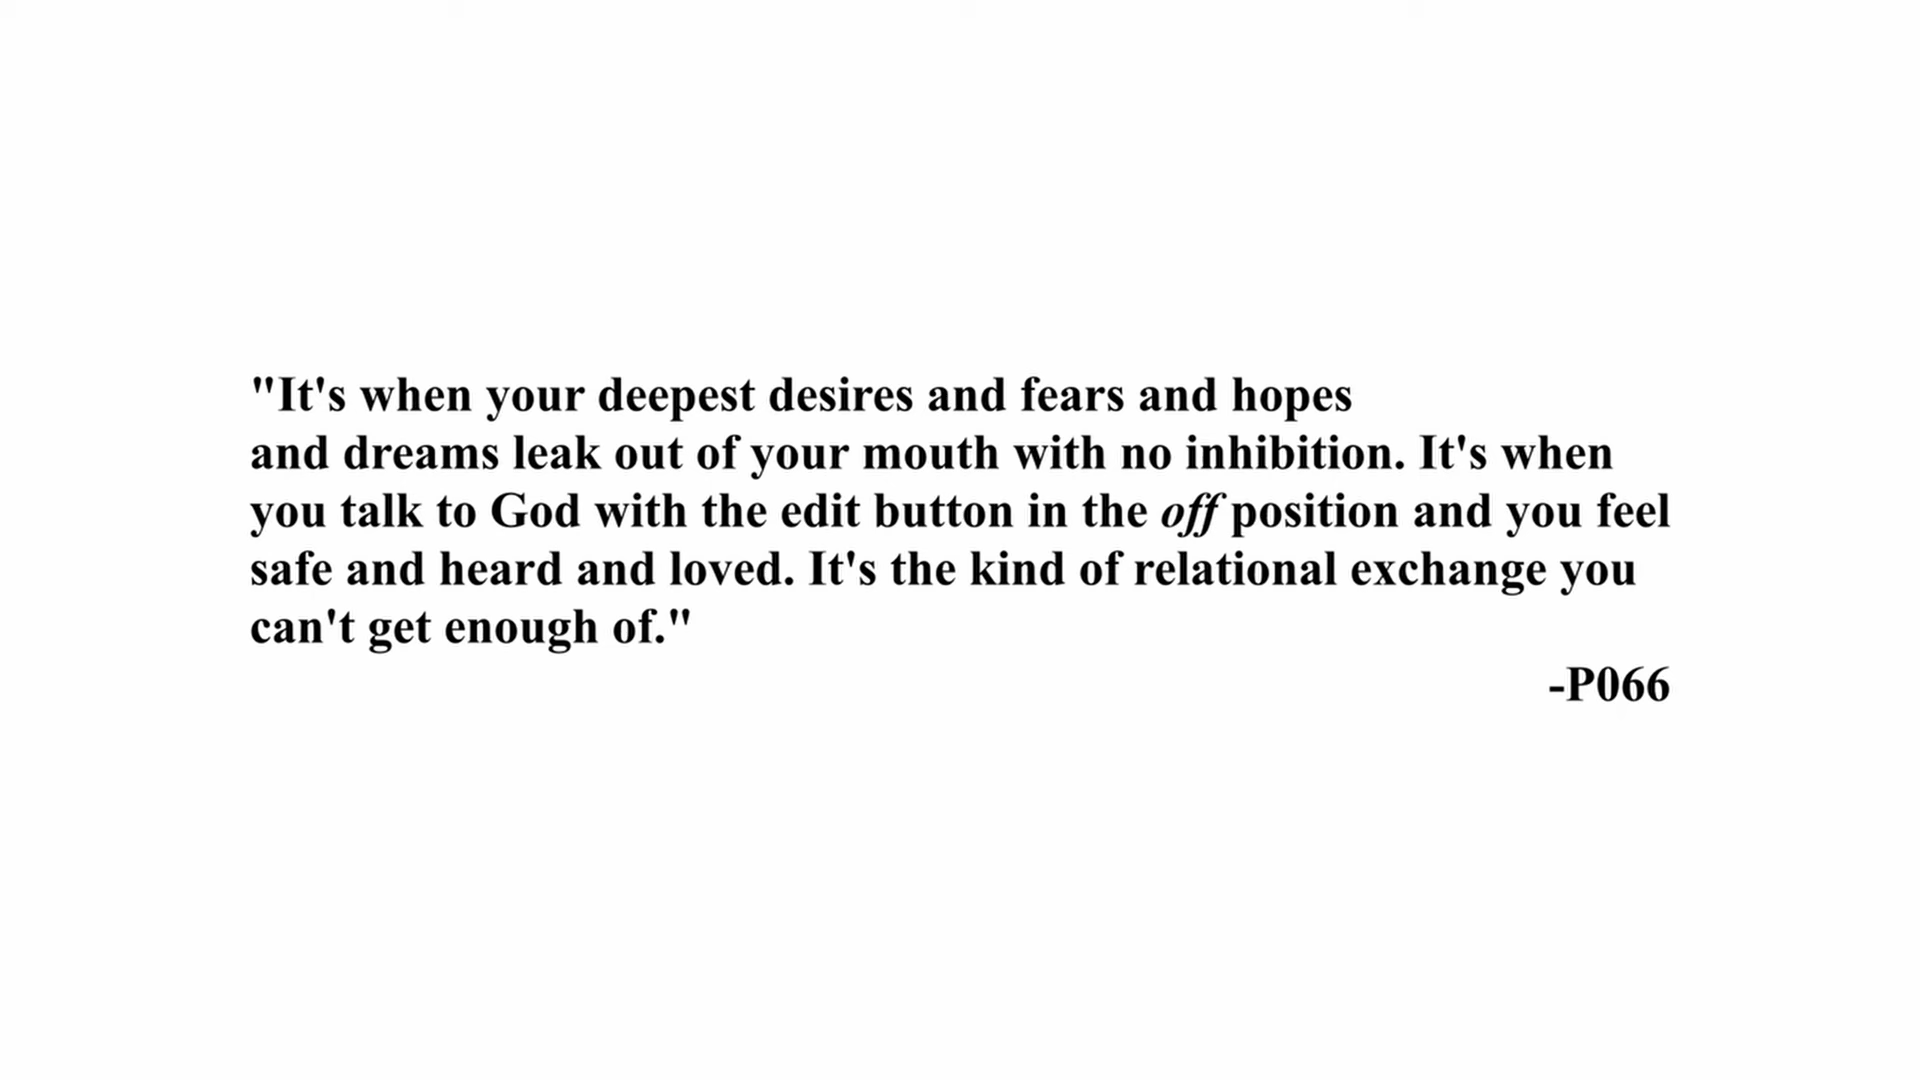 "It's when your deepest desires and fears and hopes
and dreams leak out of your mouth with no inhibition. It's when
you talk to God with the edit button in the off position and you feel
safe and heard and loved. It's the kind of relational exchange you
can't get enough of."
-P066